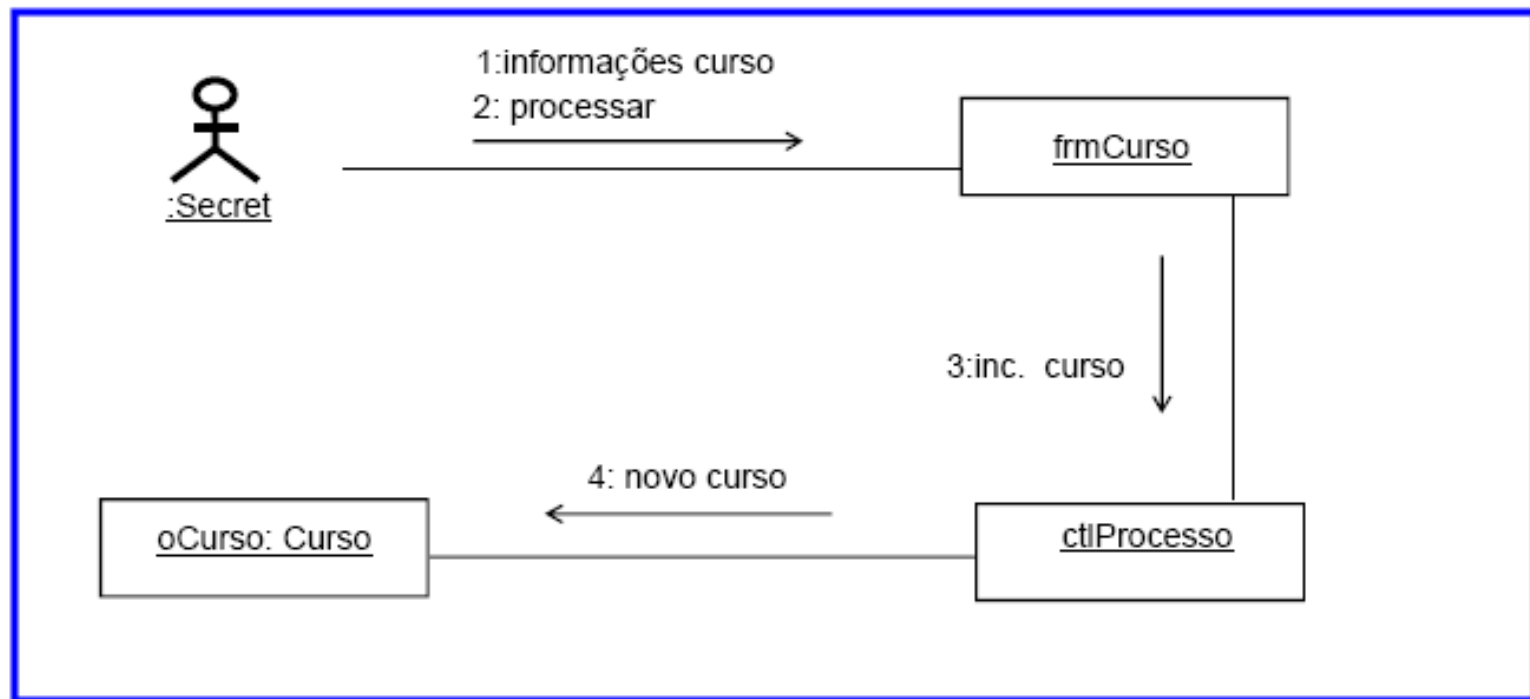 1:informações curso
2: processar
frmCurso
:Secret
3:inc. curso
4: novo curso
oCurso: Curso
ctlProcesso